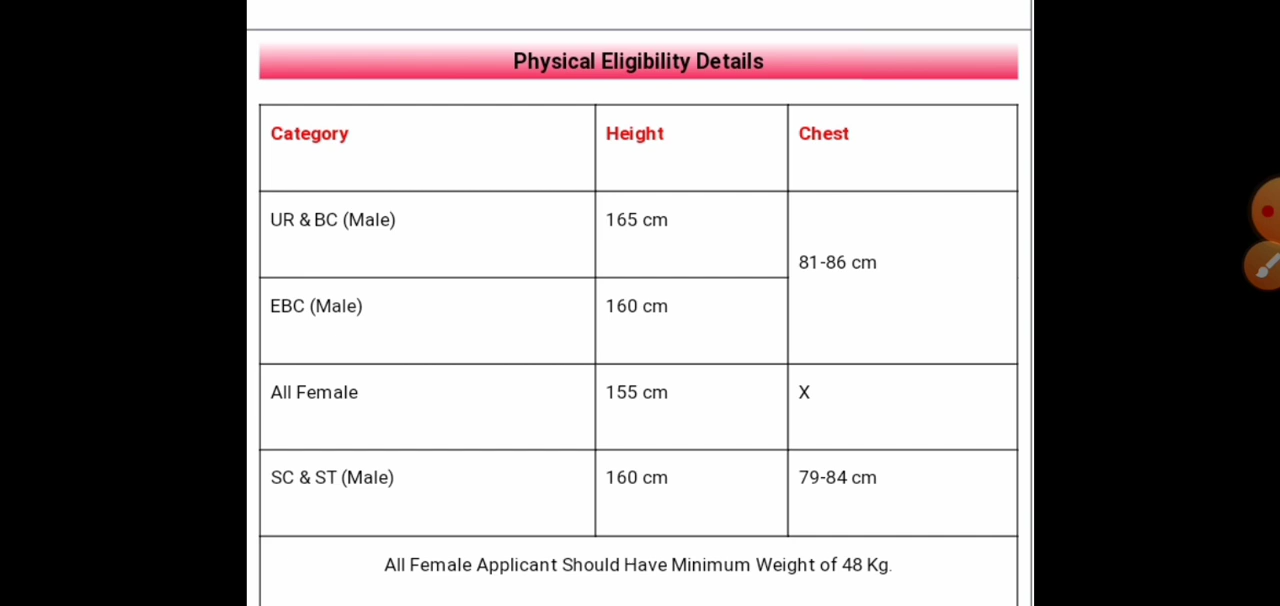 Physical Eligibility Details
Category Height Chest
UR & BC (Male) 165 cm
81-86 cm
EBC (Male) 160 cm
All Female 155 cm X
SC & ST (Male) 160 cm 79-84 cm
All Female Applicant Should Have Minimum Weight of 48 Kg.